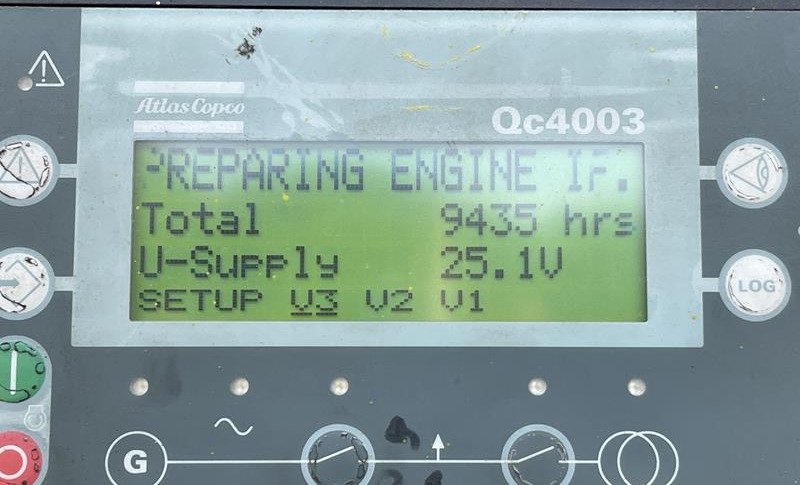 Atlas Copco
Qc4003
PREPARING ENGINE IF.
Total 9435 hrs
U-Supply 25.1V
SETUP V3 V2 V1
LOG
G